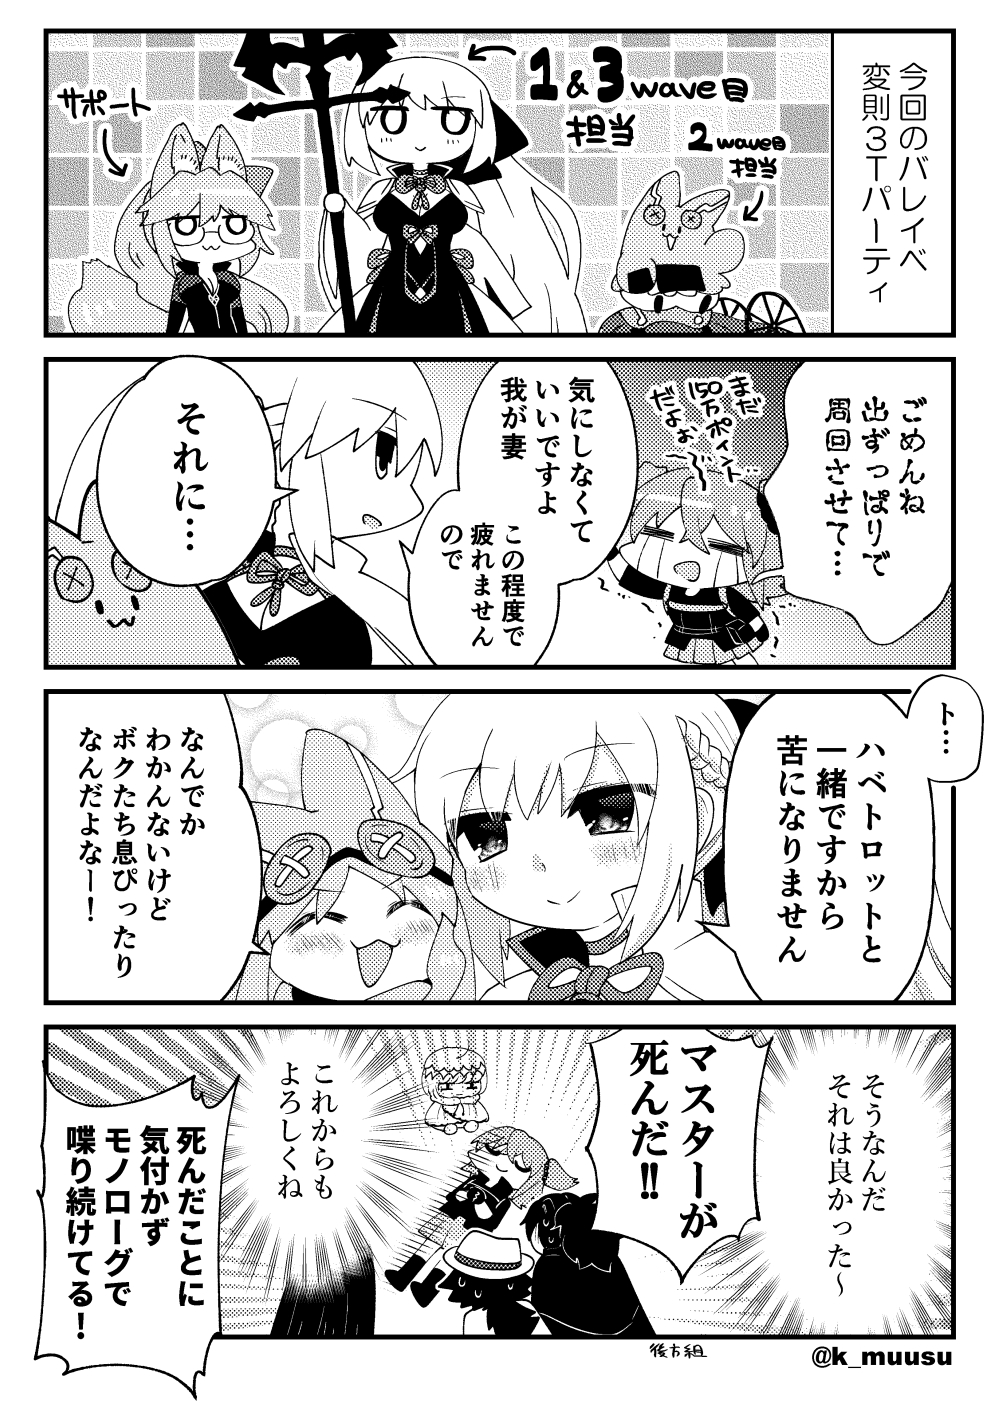 今回のバレイベ
変則3Tパーティ
1&3wave目
担当
2wave目
担当
サポート
ごめんね
出ずっぱりで
周回させて…
まだ
150万ポイント
だよぉ〜
気にしなくて
いいですよ
我が妻
この程度で
疲れません
ので
それに…
ト…
ハベトロットと
一緒ですから
苦になりません
なんでか
わかんないけど
ボクたち息ぴったり
なんだよなー!
そうなんだ
それは良かった〜
マスターが
死んだ!!
これからも
よろしくね
死んだことに
気付かず
モノローグで
喋り続けてる!
後方組
@k_muusu